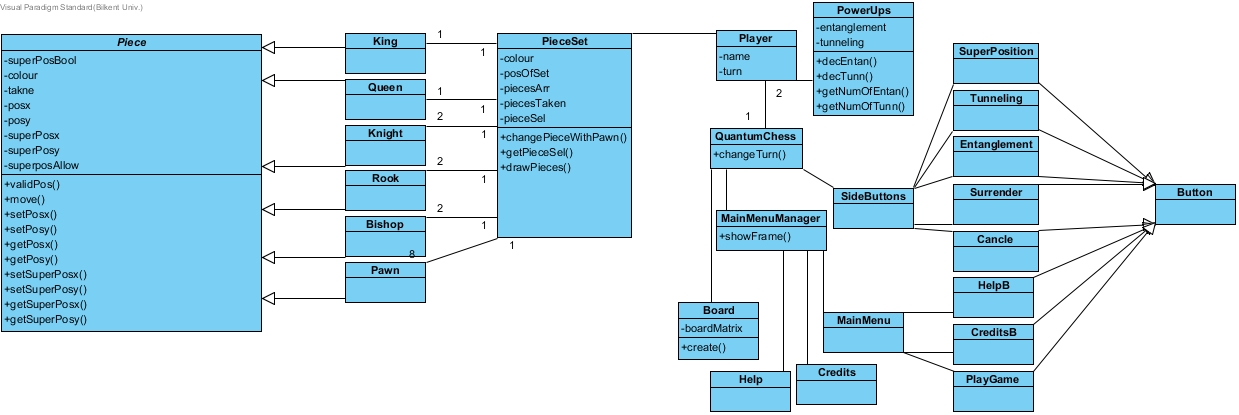 Visual Paradigm Standard(Bilkent Univ.)
Piece
-superPosBool
-colour
-takne
-posx
-posy
-superPosx
-superPosy
-superposAllow
+validPos()
+move()
+setPosx()
+setPosy()
+getPosx()
+getPosy()
+setSuperPosx()
+setSuperPosy()
+getSuperPosx()
+getSuperPosy()
King
Queen
Knight
Rook
Bishop
Pawn
1
1
1
1
2
1
2
1
2
1
8
1
PieceSet
-colour
-posOfSet
-piecesArr
-piecesTaken
-pieceSel
+changePieceWithPawn()
+getPieceSel()
+drawPieces()
Player
-name
-turn
2
1
PowerUps
-entanglement
-tunneling
+decEntan()
+decTunn()
+getNumOfEntan()
+getNumOfTunn()
QuantumChess
+changeTurn()
MainMenuManager
+showFrame()
SideButtons
Board
-boardMatrix
+create()
Help
Credits
MainMenu
SuperPosition
Tunneling
Entanglement
Surrender
Cancle
HelpB
CreditsB
PlayGame
Button